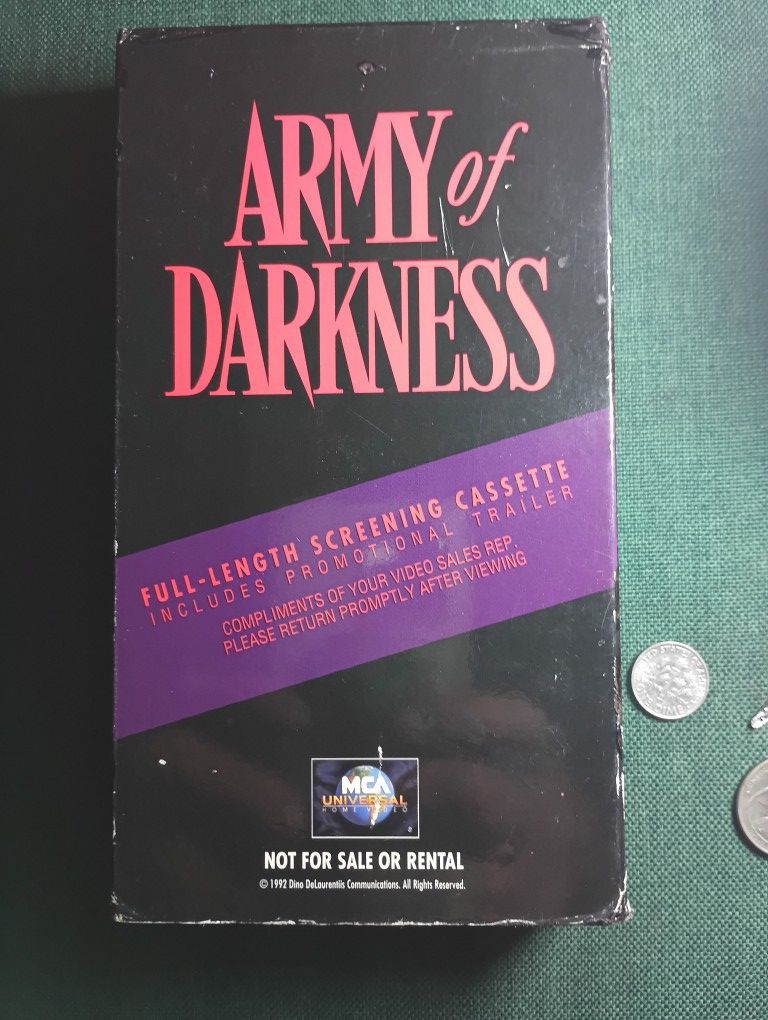 ARMY of
DARKNESS
FULL-LENGTH SCREENING CASSETTE
INCLUDES PROMOTIONAL TRAILER
COMPLIMENTS OF YOUR VIDEO SALES REP.
PLEASE RETURN PROMPTLY AFTER VIEWING
MCA
UNIVERSAL
HOME VIDEO
NOT FOR SALE OR RENTAL
© 1992 Dino DeLaurentiis Communications. All Rights Reserved.